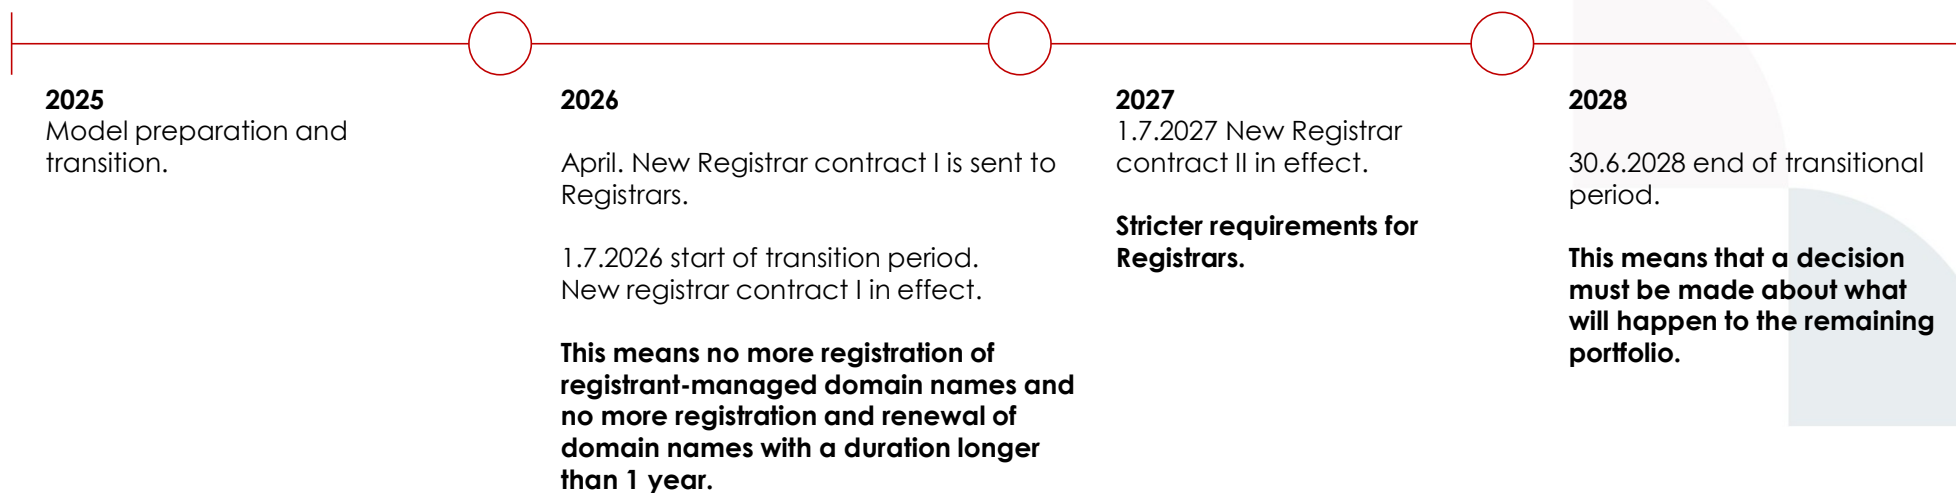 2025
Model preparation and
transition.
2026
April. New Registrar contract I is sent to
Registrars.
1.7.2026 start of transition period.
New registrar contract I in effect.
This means no more registration of
registrant-managed domain names and
no more registration and renewal of
domain names with a duration longer
than 1 year.
2027
1.7.2027 New Registrar
contract II in effect.
Stricter requirements for
Registrars.
2028
30.6.2028 end of transitional
period.
This means that a decision
must be made about what
will happen to the remaining
portfolio.